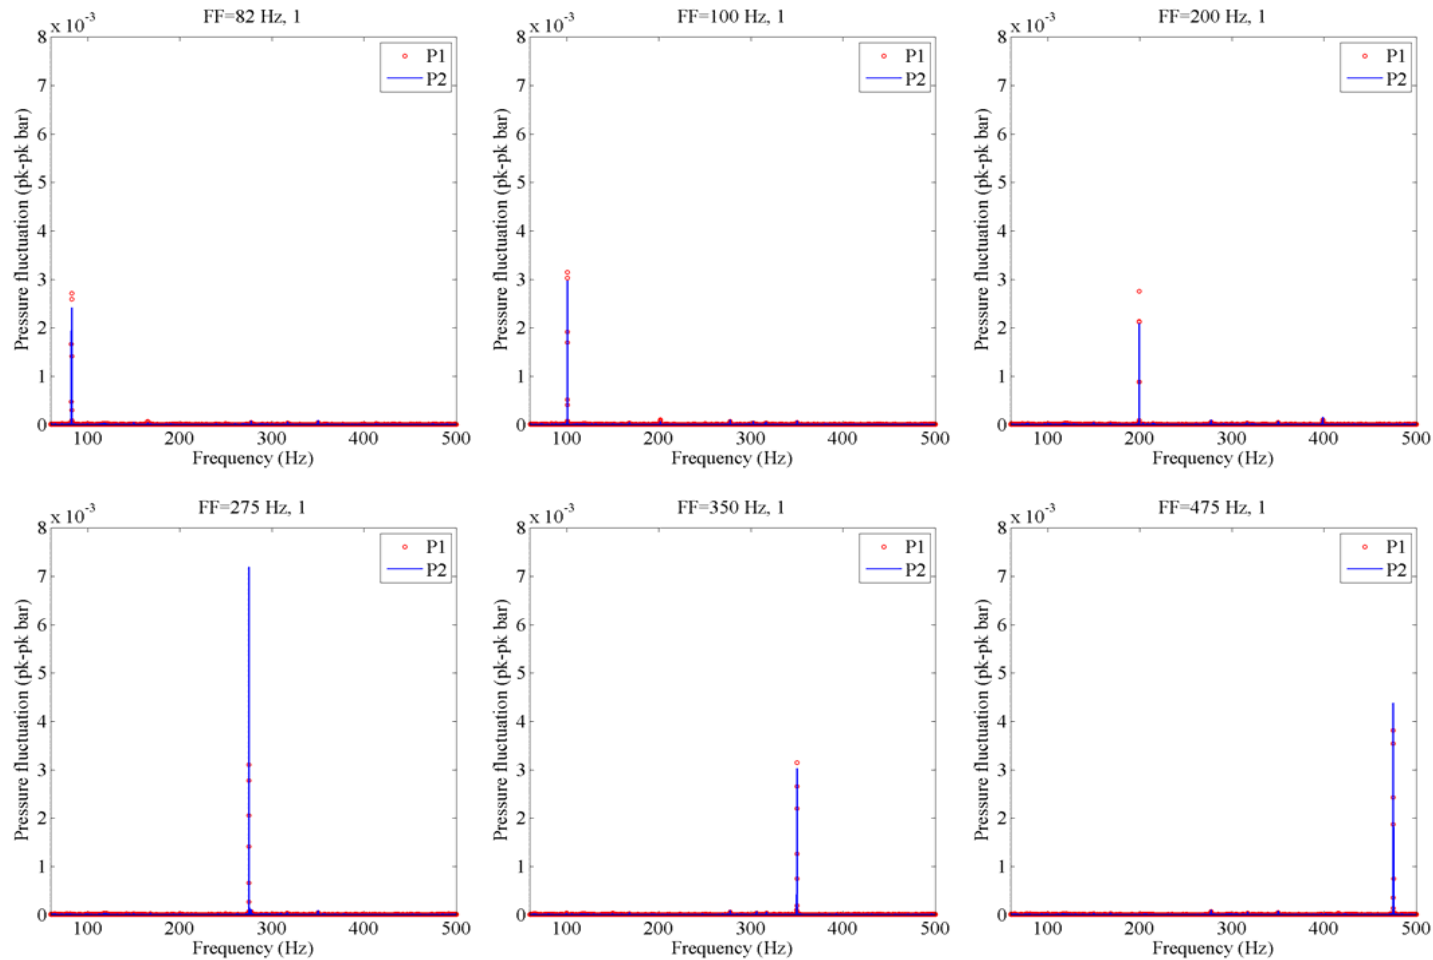 FF=82 Hz, 1
x 10⁻³
8
7
6
5
4
3
2
1
0
Pressure fluctuation (pk-pk bar)
P1
P2
100 200 300 400 500
Frequency (Hz)
FF=100 Hz, 1
x 10⁻³
8
7
6
5
4
3
2
1
0
Pressure fluctuation (pk-pk bar)
P1
P2
100 200 300 400 500
Frequency (Hz)
FF=200 Hz, 1
x 10⁻³
8
7
6
5
4
3
2
1
0
Pressure fluctuation (pk-pk bar)
P1
P2
100 200 300 400 500
Frequency (Hz)
FF=275 Hz, 1
x 10⁻³
8
7
6
5
4
3
2
1
0
Pressure fluctuation (pk-pk bar)
P1
P2
100 200 300 400 500
Frequency (Hz)
FF=350 Hz, 1
x 10⁻³
8
7
6
5
4
3
2
1
0
Pressure fluctuation (pk-pk bar)
P1
P2
100 200 300 400 500
Frequency (Hz)
FF=475 Hz, 1
x 10⁻³
8
7
6
5
4
3
2
1
0
Pressure fluctuation (pk-pk bar)
P1
P2
100 200 300 400 500
Frequency (Hz)